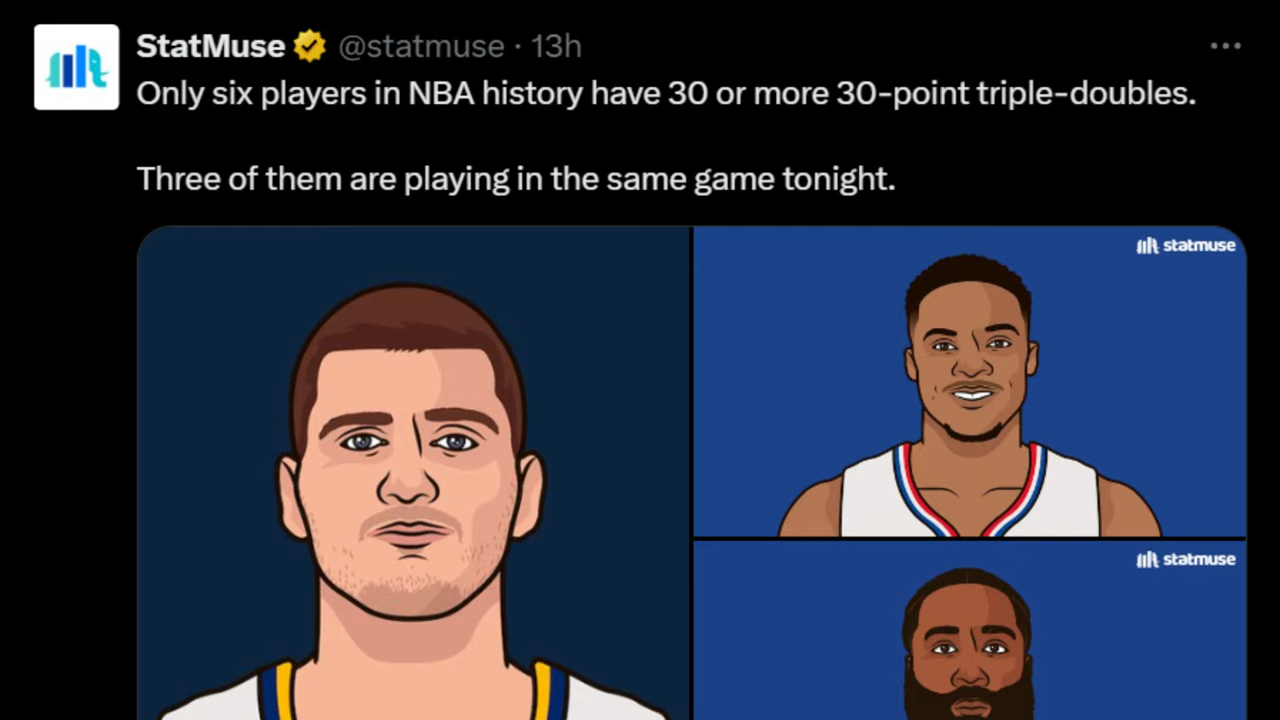 StatMuse @statmuse · 13h
Only six players in NBA history have 30 or more 30-point triple-doubles.
Three of them are playing in the same game tonight.
statmuse
statmuse